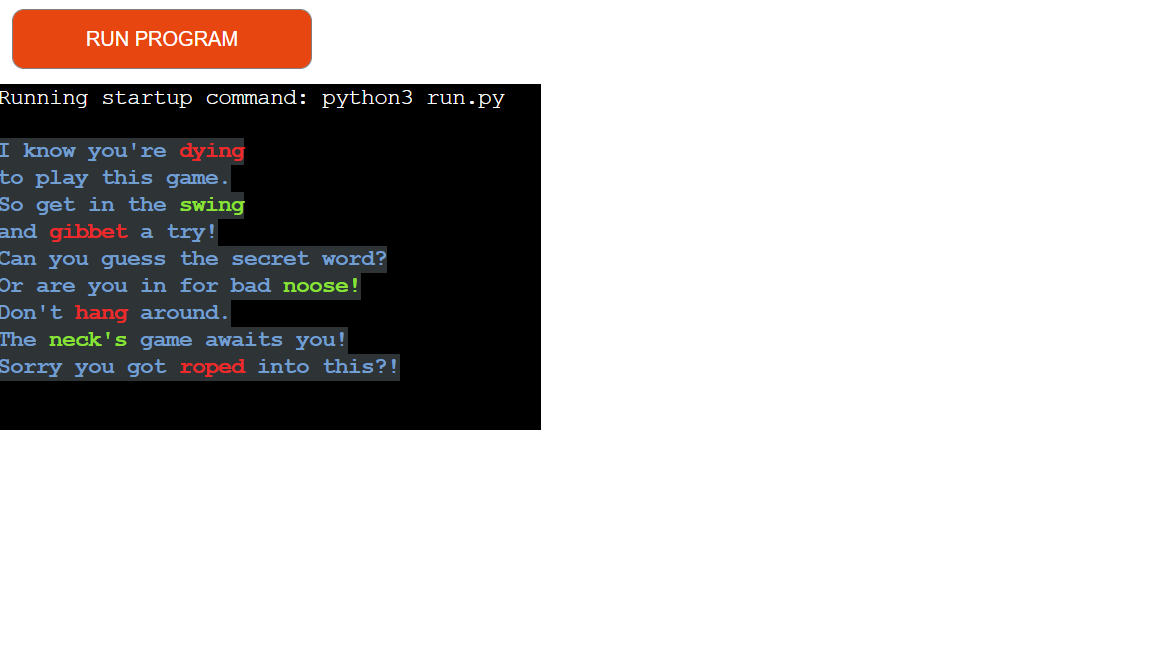 RUN PROGRAM
Running startup command: python3 run.py
I know you're dying
to play this game.
So get in the swing
and gibbet a try!
Can you guess the secret word?
Or are you in for bad noose!
Don't hang around.
The neck's game awaits you!
Sorry you got roped into this?!